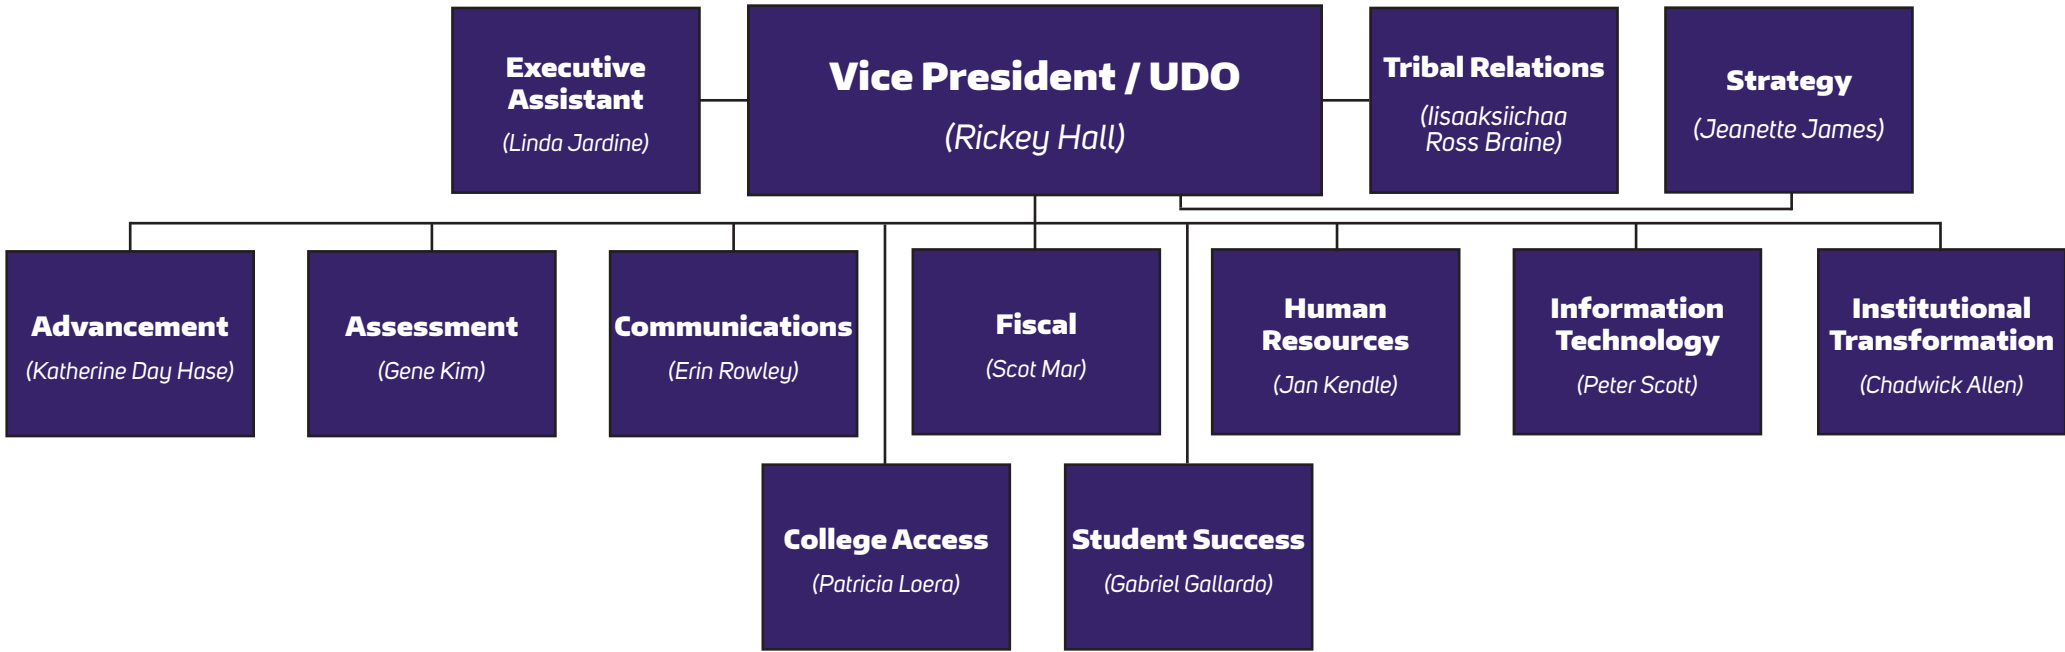 Executive
Assistant
(Linda Jardine)
Vice President / UDO
(Rickey Hall)
Tribal Relations
(Iisaaksiichaa
Ross Braine)
Strategy
(Jeanette James)
Advancement
(Katherine Day Hase)
Assessment
(Gene Kim)
Communications
(Erin Rowley)
Fiscal
(Scot Mar)
Human
Resources
(Jan Kendle)
Information
Technology
(Peter Scott)
Institutional
Transformation
(Chadwick Allen)
College Access
(Patricia Loera)
Student Success
(Gabriel Gallardo)